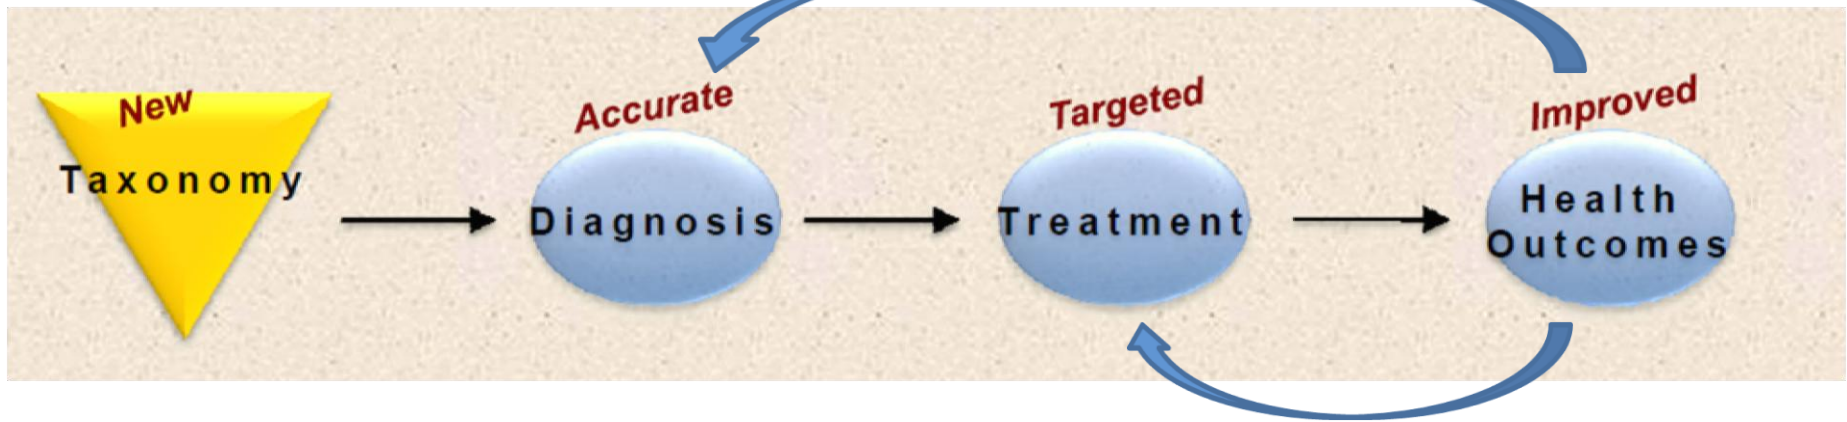 New
Taxonomy
Accurate
Diagnosis
Targeted
Treatment
Improved
Health
Outcomes